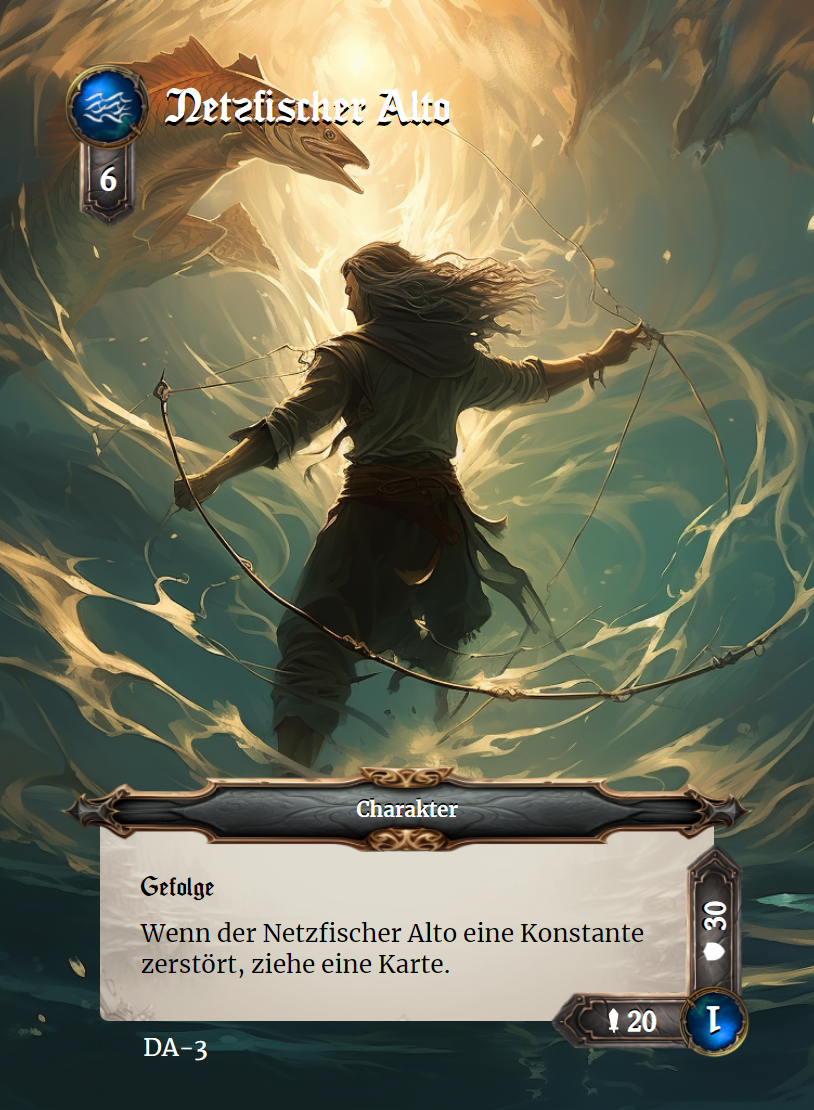 Netzfischer Alto
6
Charakter
Gefolge
Wenn der Netzfischer Alto eine Konstante
zerstört, ziehe eine Karte.
30
20
1
DA-3